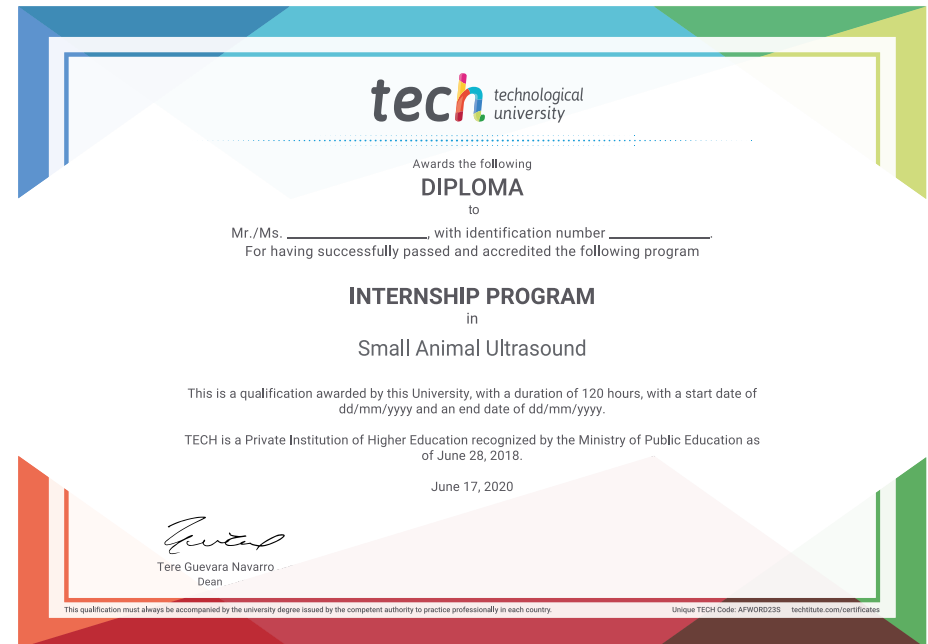 tech technological
university
Awards the following
DIPLOMA
to
Mr./Ms. ____________________, with identification number ______________.
For having successfully passed and accredited the following program
INTERNSHIP PROGRAM
in
Small Animal Ultrasound
This is a qualification awarded by this University, with a duration of 120 hours, with a start date of
dd/mm/yyyy and an end date of dd/mm/yyyy.
TECH is a Private Institution of Higher Education recognized by the Ministry of Public Education as
of June 28, 2018.
June 17, 2020
Tere Guevara Navarro
Dean
This qualification must always be accompanied by the university degree issued by the competent authority to practice professionally in each country.
Unique TECH Code: AFWORD23S techtitute.com/certificates